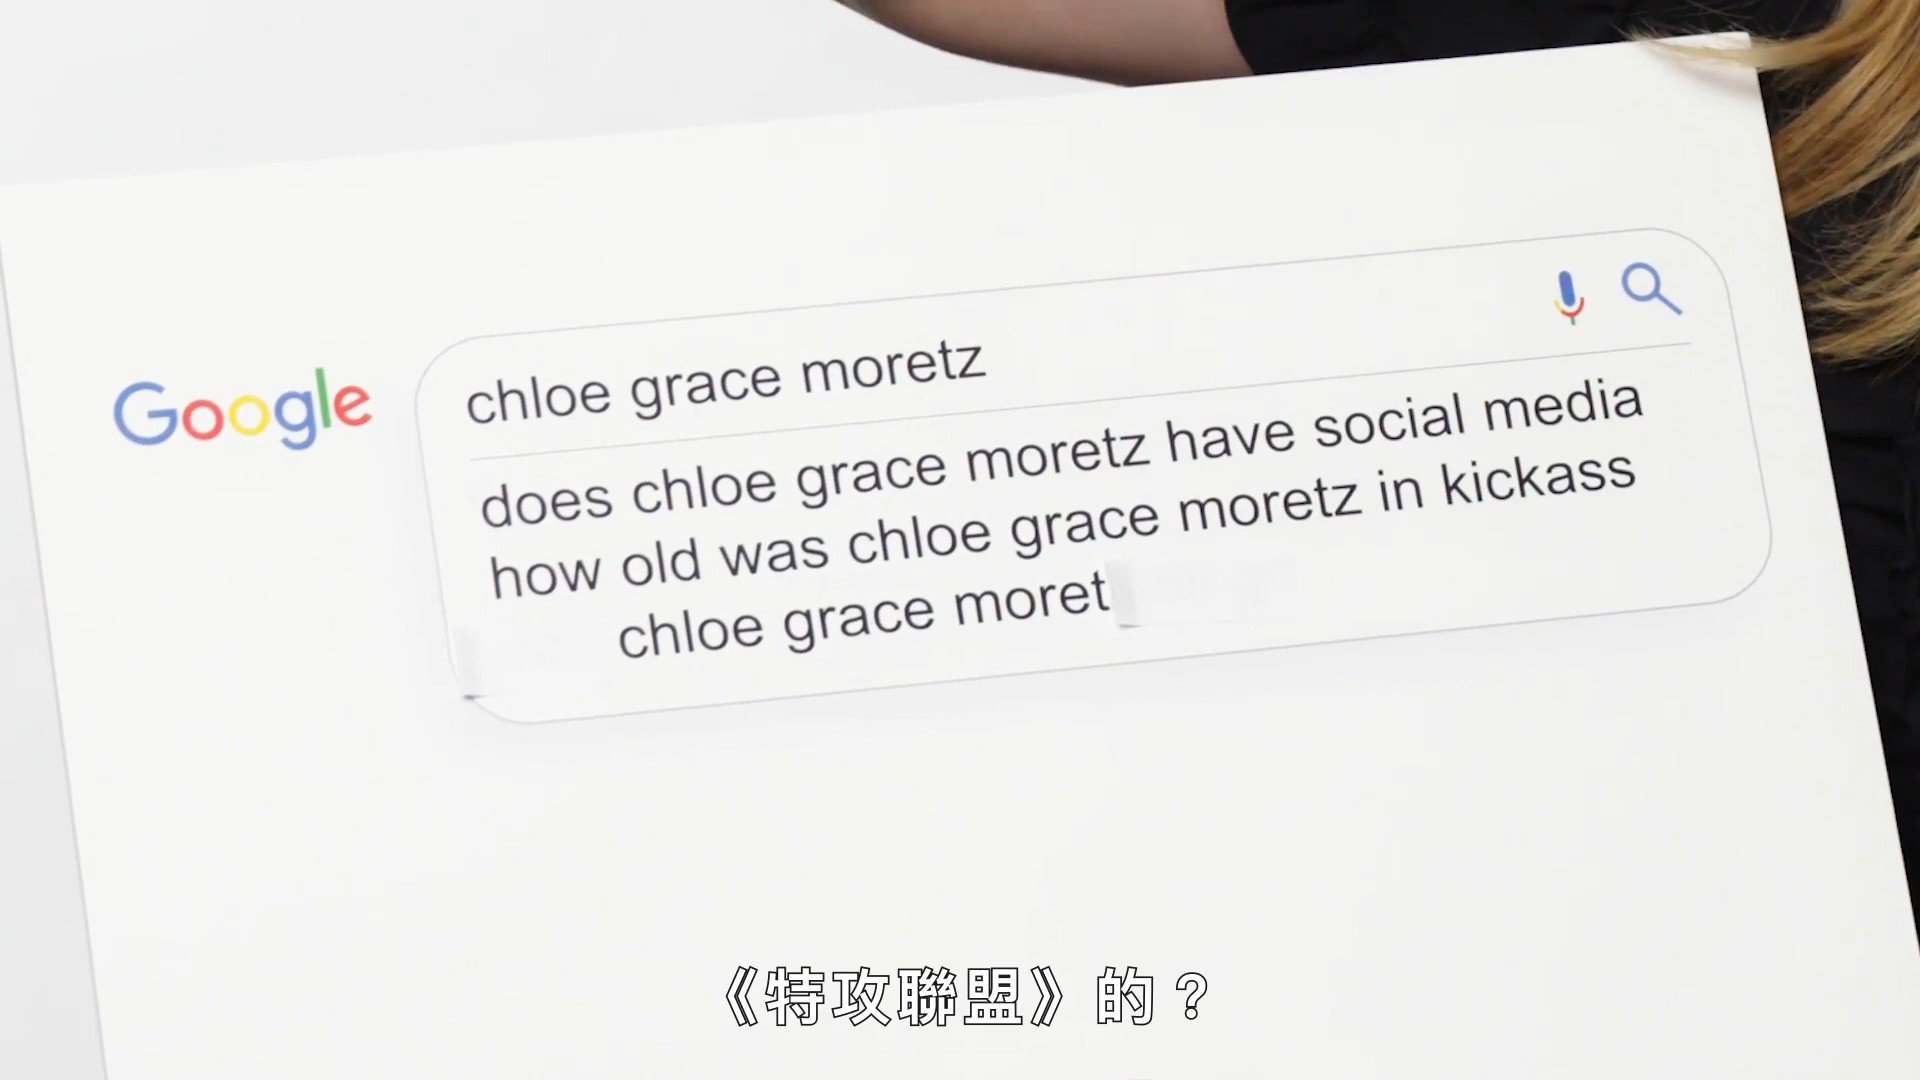 Google
chloe grace moretz
does chloe grace moretz have social media
how old was chloe grace moretz in kickass
chloe grace moret
《特攻聯盟》的？